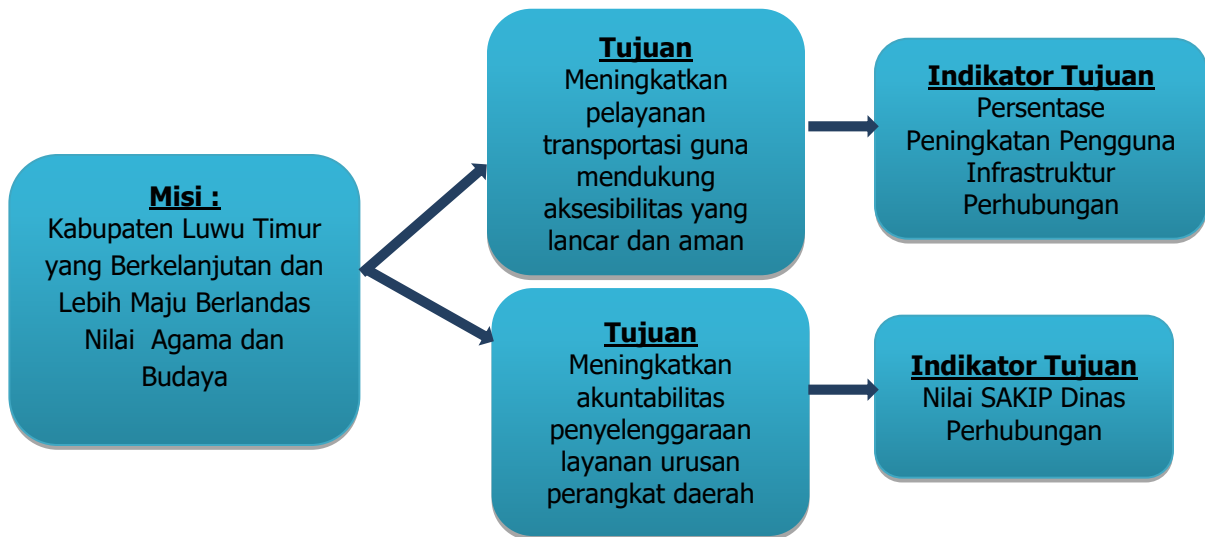 Misi :
Kabupaten Luwu Timur
yang Berkelanjutan dan
Lebih Maju Berlandas
Nilai Agama dan
Budaya
Tujuan
Meningkatkan
pelayanan
transportasi guna
mendukung
aksesibilitas yang
lancar dan aman
Indikator Tujuan
Persentase
Peningkatan Pengguna
Infrastruktur
Perhubungan
Tujuan
Meningkatkan
akuntabilitas
penyelenggaraan
layanan urusan
perangkat daerah
Indikator Tujuan
Nilai SAKIP Dinas
Perhubungan